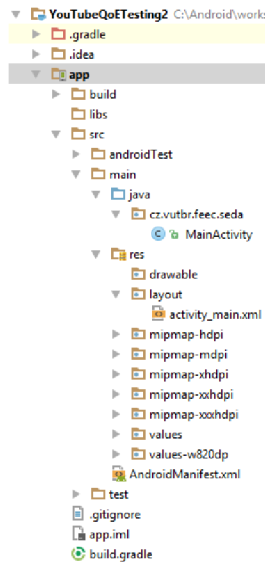 YouTubeQoETesting2 C:\Android\works
.gradle
.idea
app
build
libs
src
androidTest
main
java
cz.vutbr.feec.seda
MainActivity
res
drawable
layout
activity_main.xml
mipmap-hdpi
mipmap-mdpi
mipmap-xhdpi
mipmap-xxhdpi
mipmap-xxxhdpi
values
values-w820dp
AndroidManifest.xml
test
.gitignore
app.iml
build.gradle